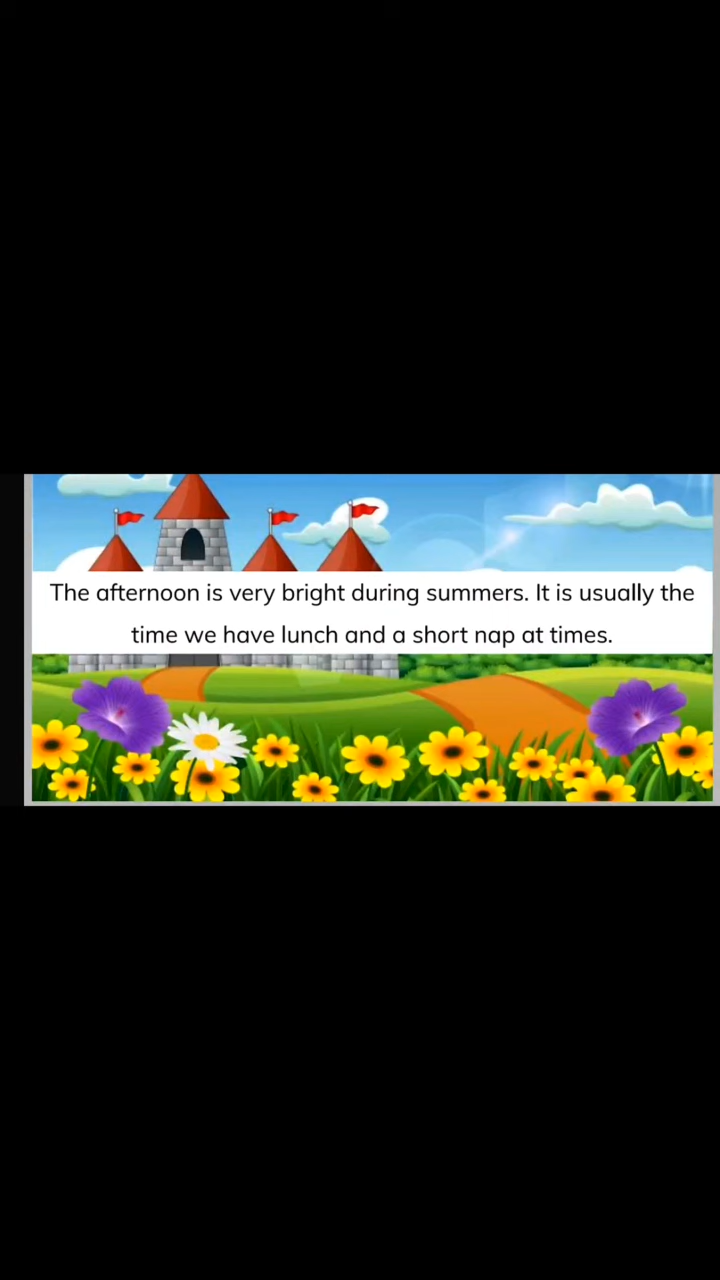 The afternoon is very bright during summers. It is usually the
time we have lunch and a short nap at times.